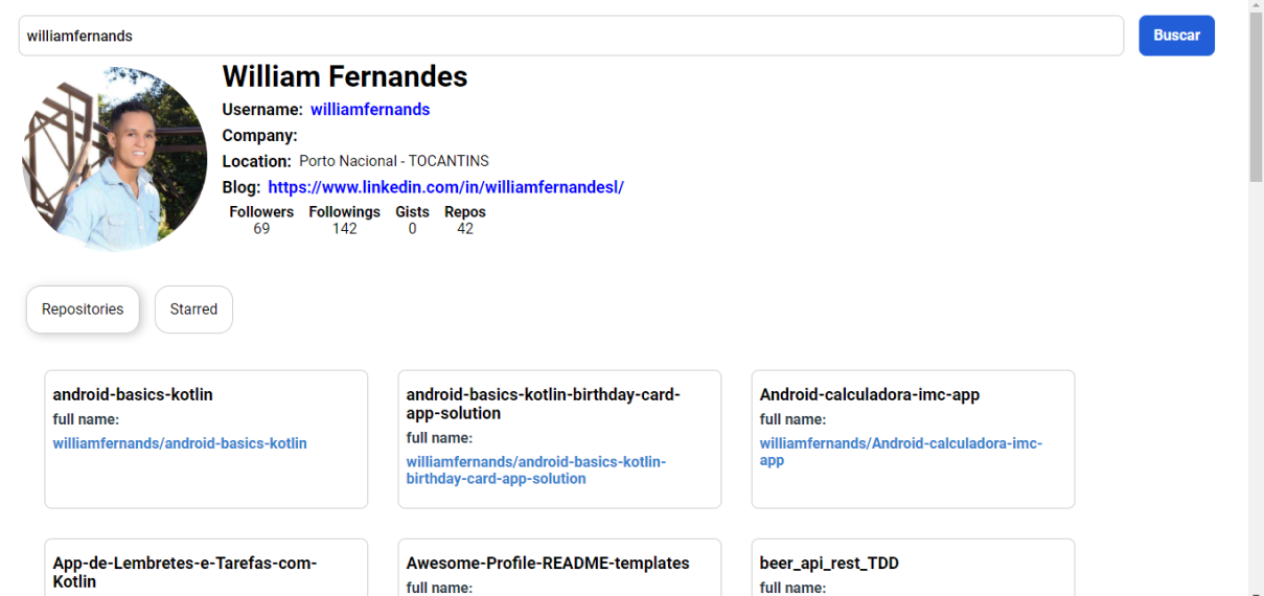 williamfernands
Buscar
William Fernandes
Username: williamfernands
Company:
Location: Porto Nacional - TOCANTINS
Blog: https://www.linkedin.com/in/williamfernandesl/
Followers Followings Gists Repos
69 142 0 42
Repositories Starred
android-basics-kotlin
full name:
williamfernands/android-basics-kotlin
android-basics-kotlin-birthday-card-
app-solution
full name:
williamfernands/android-basics-kotlin-
birthday-card-app-solution
Android-calculadora-imc-app
full name:
williamfernands/Android-calculadora-imc-
app
App-de-Lembretes-e-Tarefas-com-
Kotlin
Awesome-Profile-README-templates
full name:
beer_api_rest_TDD
full name: